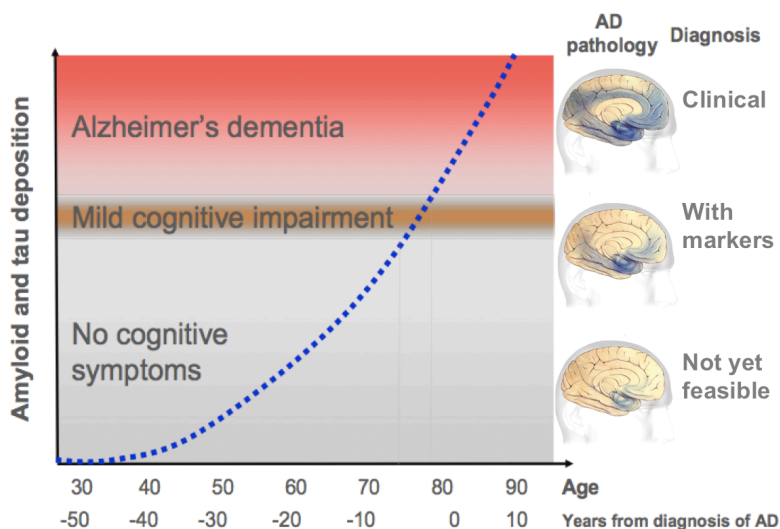 AD
pathology
Diagnosis
Amyloid and tau deposition
Alzheimer's dementia
Clinical
Mild cognitive impairment
With
markers
No cognitive
symptoms
Not yet
feasible
30 40 50 60 70 80 90 Age
-50 -40 -30 -20 -10 0 10 Years from diagnosis of AD